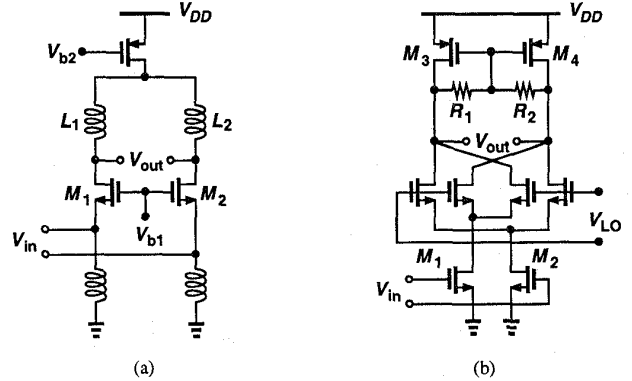 V_DD
V_b2
L_1
L_2
V_out
M_1
M_2
V_b1
V_in
(a)
V_DD
M_3
M_4
R_1
R_2
V_out
V_LO
M_1
M_2
V_in
(b)